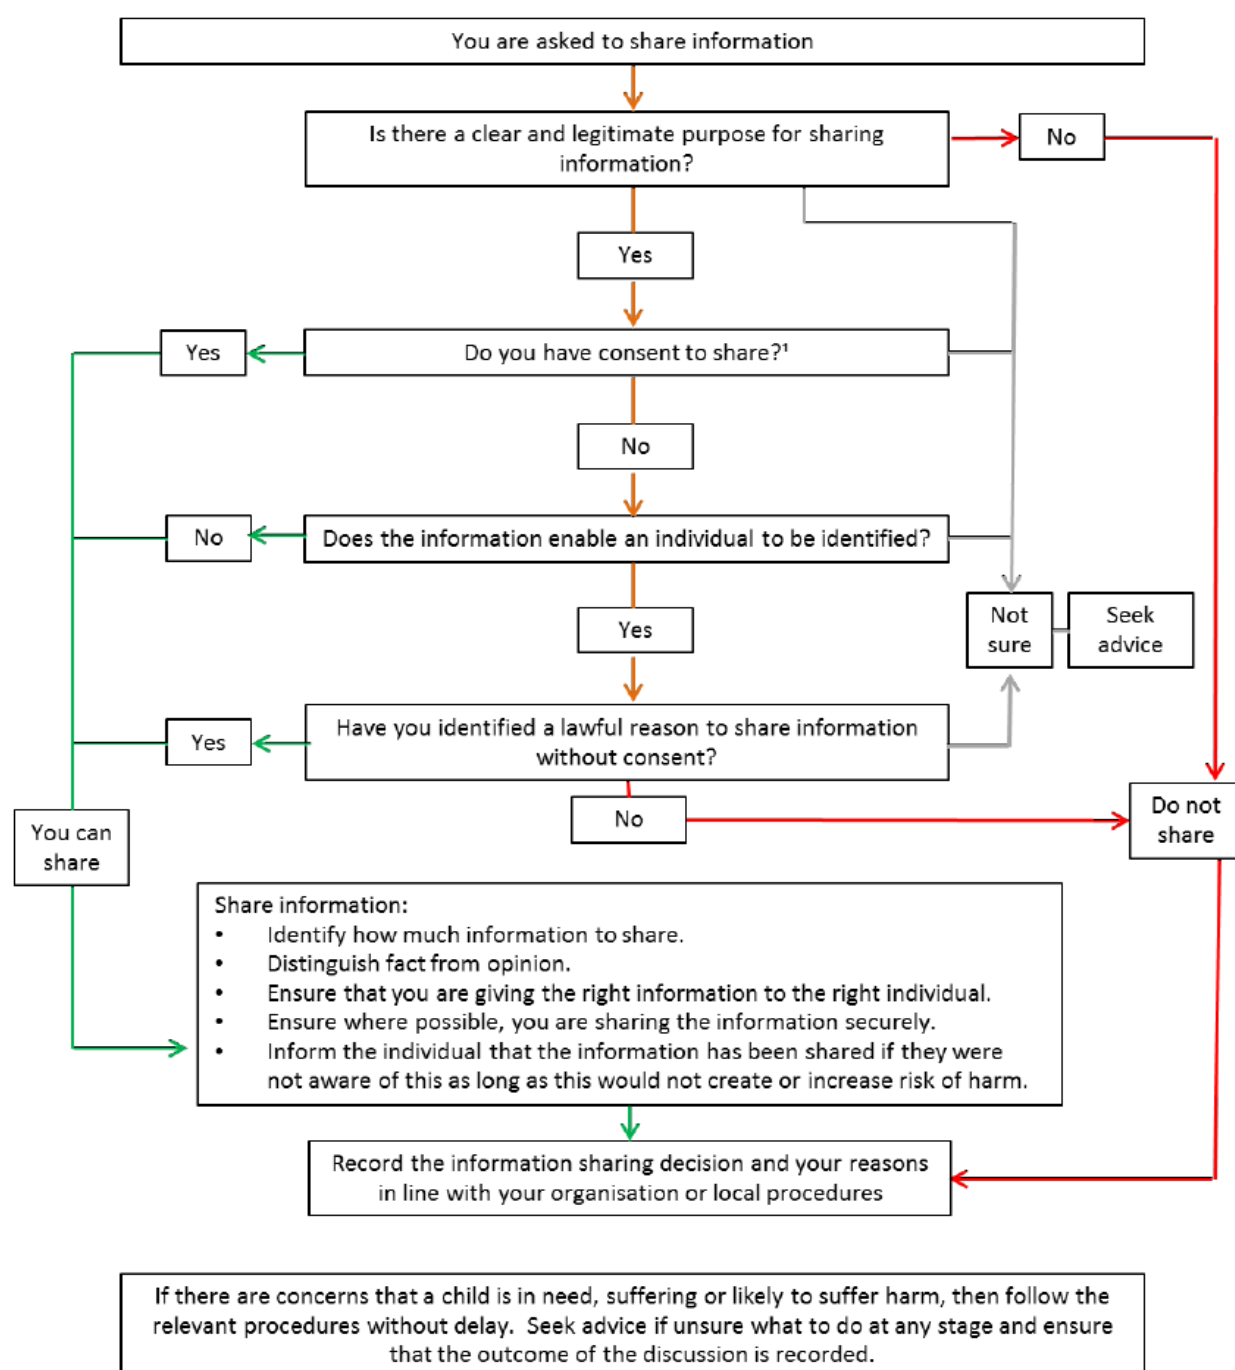 You are asked to share information
Is there a clear and legitimate purpose for sharing
information?
No
Yes
Yes
Do you have consent to share?¹
No
No
Does the information enable an individual to be identified?
Yes
Not
sure
Seek
advice
Yes
Have you identified a lawful reason to share information
without consent?
No
Do not
share
You can
share
Share information:
• Identify how much information to share.
• Distinguish fact from opinion.
• Ensure that you are giving the right information to the right individual.
• Ensure where possible, you are sharing the information securely.
• Inform the individual that the information has been shared if they were
not aware of this as long as this would not create or increase risk of harm.
Record the information sharing decision and your reasons
in line with your organisation or local procedures
If there are concerns that a child is in need, suffering or likely to suffer harm, then follow the
relevant procedures without delay.  Seek advice if unsure what to do at any stage and ensure
that the outcome of the discussion is recorded.